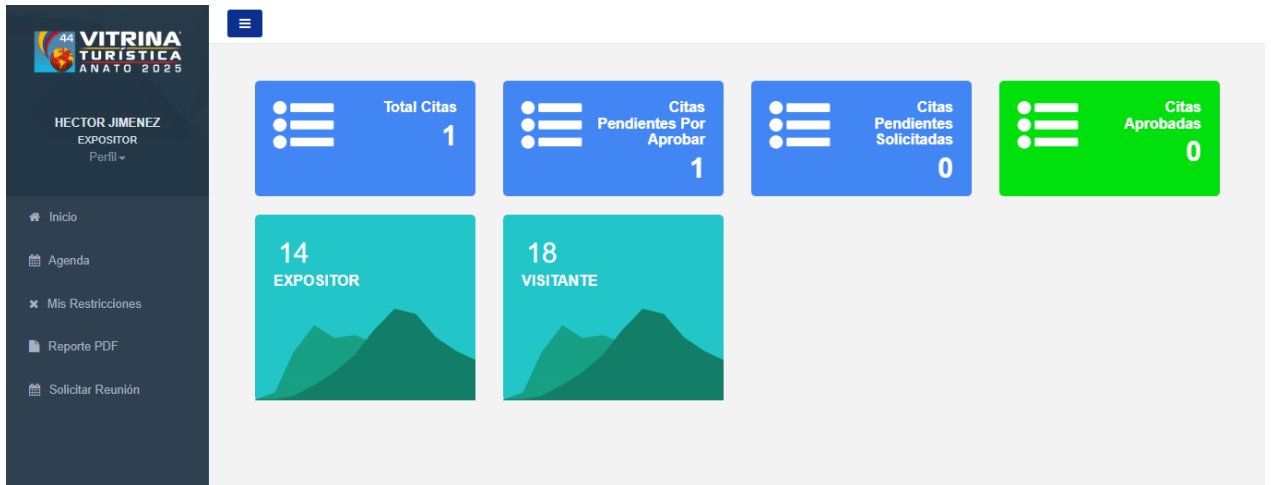 44 VITRINA
TURÍSTICA
ANATO 2025
HECTOR JIMENEZ
EXPOSITOR
Perfil
Inicio
Agenda
Mis Restricciones
Reporte PDF
Solicitar Reunión
Total Citas
1
Citas
Pendientes Por
Aprobar
1
Citas
Pendientes
Solicitadas
0
Citas
Aprobadas
0
14
EXPOSITOR
18
VISITANTE